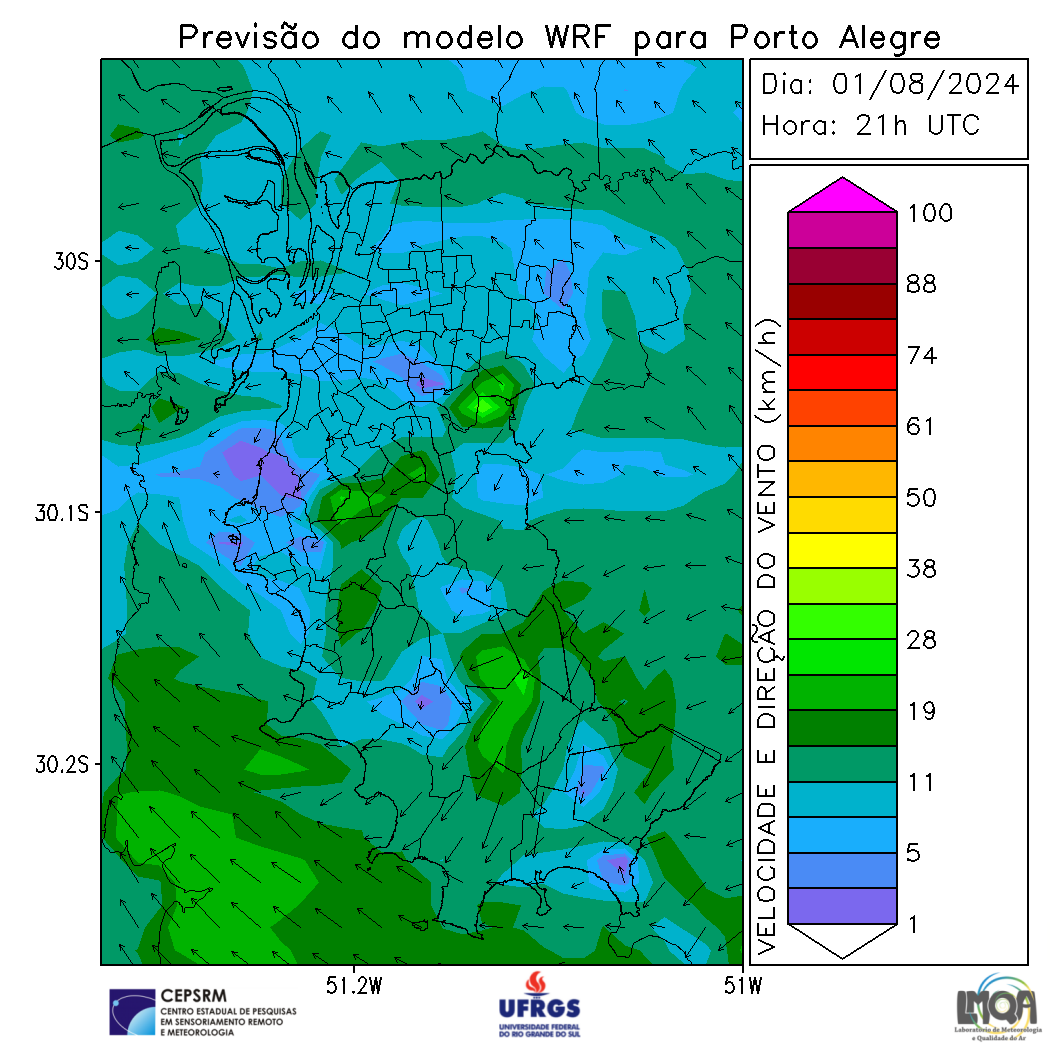 Previsão do modelo WRF para Porto Alegre
Dia: 01/08/2024
Hora: 21h UTC
30S
30.1S
30.2S
51.2W
51W
VELOCIDADE E DIREÇÃO DO VENTO (km/h)
100
88
74
61
50
38
28
19
11
5
1
CEPSRM
CENTRO ESTADUAL DE PESQUISAS
EM SENSORIAMENTO REMOTO
E METEOROLOGIA
UFRGS
UNIVERSIDADE FEDERAL
DO RIO GRANDE DO SUL
LMQA
Laboratório de Meteorologia
e Qualidade do Ar